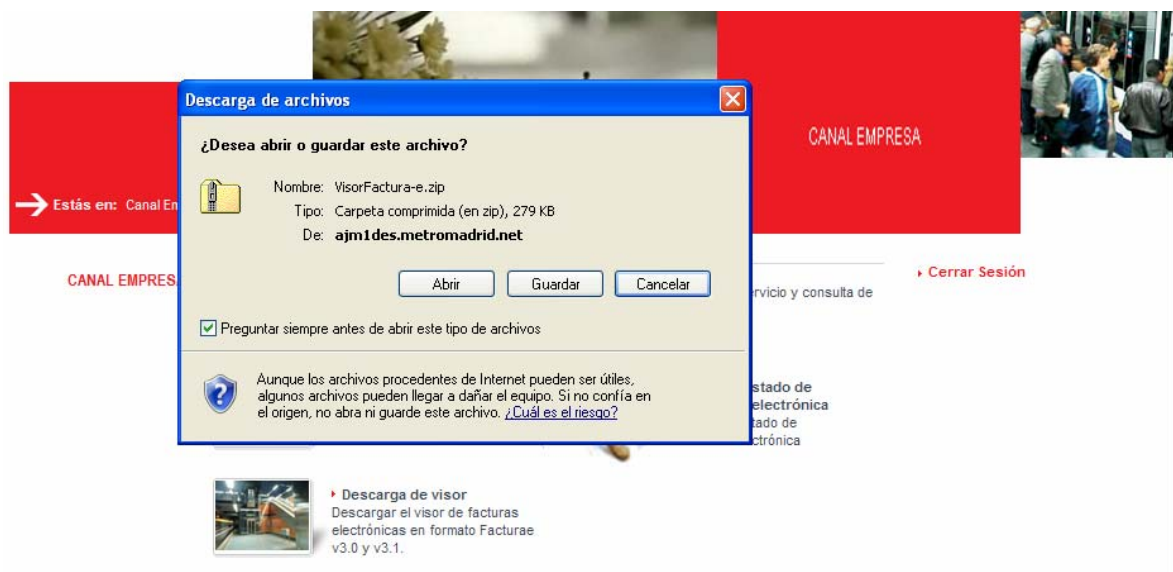 Descarga de archivos
¿Desea abrir o guardar este archivo?
Nombre: VisorFactura-e.zip
Tipo: Carpeta comprimida (en zip), 279 KB
De: ajm1des.metromadrid.net
Abrir Guardar Cancelar
Preguntar siempre antes de abrir este tipo de archivos
Aunque los archivos procedentes de Internet pueden ser útiles,
algunos archivos pueden llegar a dañar el equipo. Si no confía en
el origen, no abra ni guarde este archivo. ¿Cuál es el riesgo?
CANAL EMPRESA
Estás en: Canal En
CANAL EMPRES
Cerrar Sesión
rvicio y consulta de
stado de
electrónica
tado de
ctrónica
Descarga de visor
Descargar el visor de facturas
electrónicas en formato Facturae
v3.0 y v3.1.